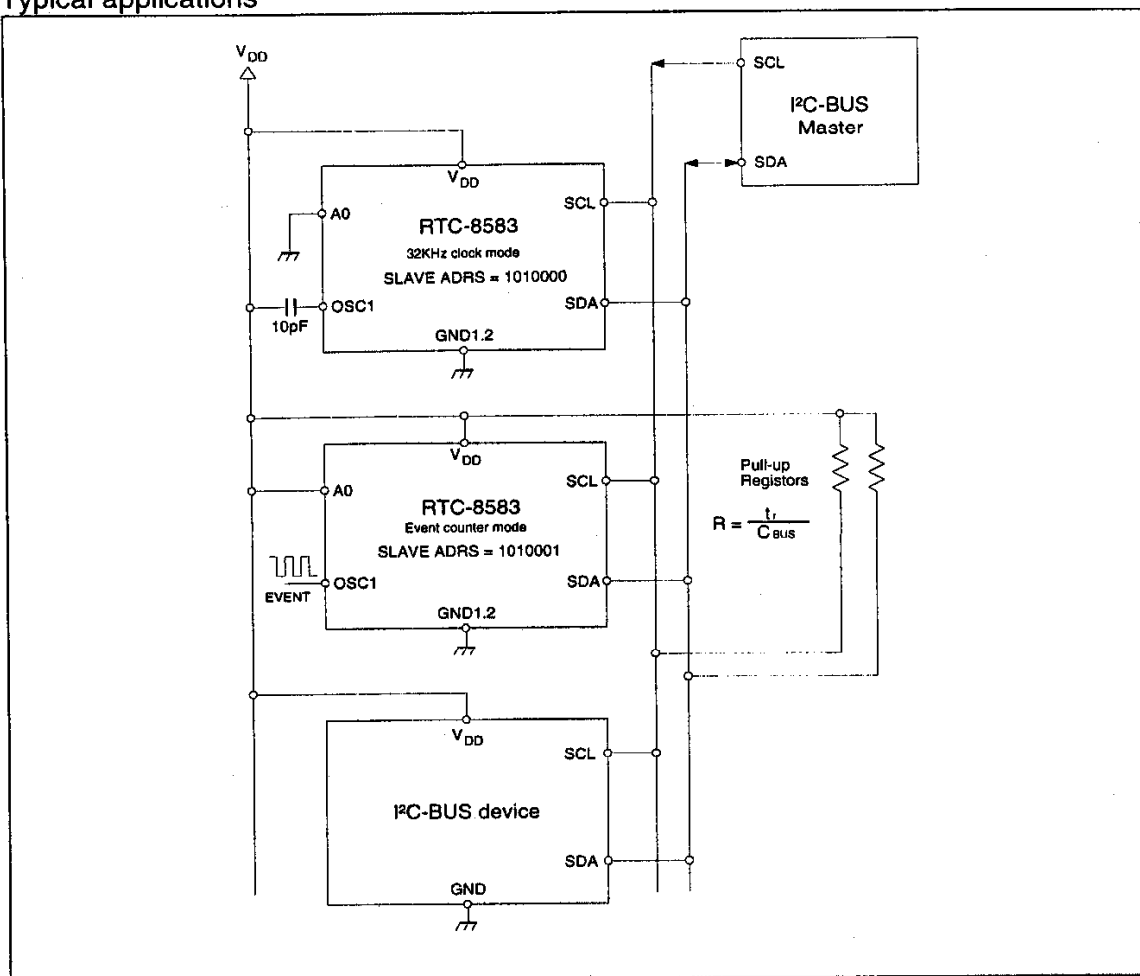 Typical applications
VDD
SCL
I²C-BUS
Master
SDA
VDD
A0
SCL
RTC-8583
32KHz clock mode
SLAVE ADRS = 1010000
OSC1
SDA
10pF
GND1.2
VDD
A0
SCL
RTC-8583
Event counter mode
SLAVE ADRS = 1010001
OSC1
SDA
EVENT
GND1.2
Pull-up
Registors
R = tr / CBUS
VDD
SCL
I²C-BUS device
SDA
GND